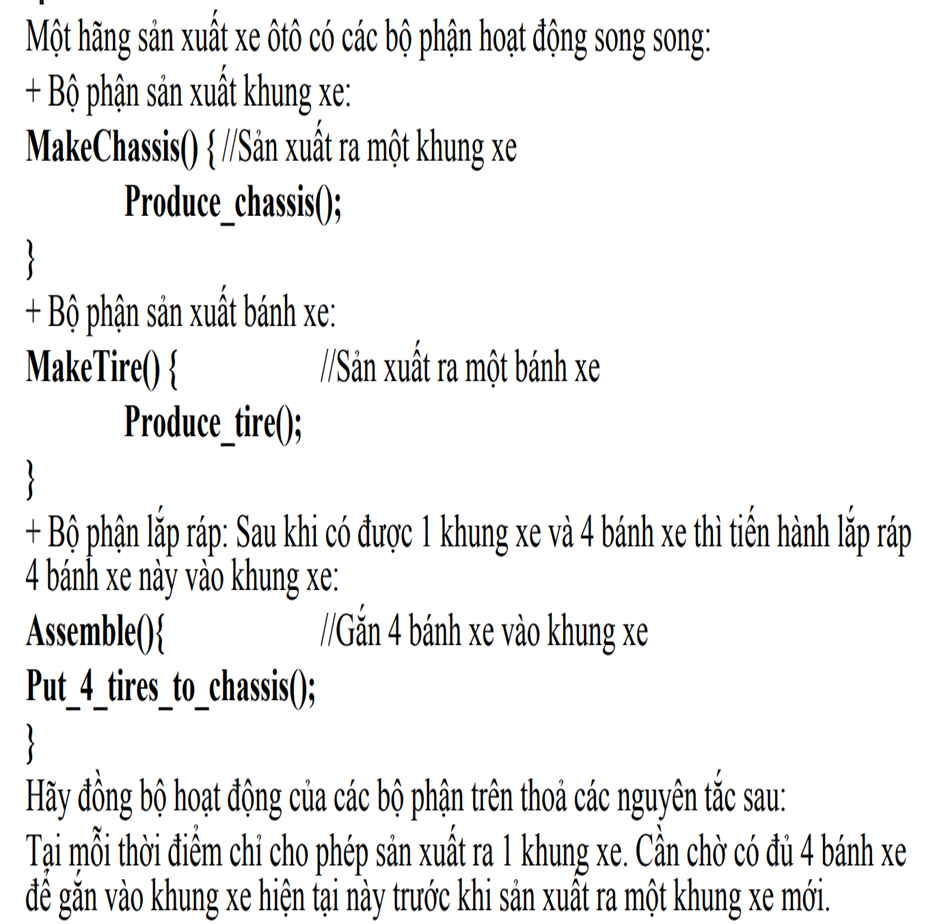 Một hãng sản xuất xe ôtô có các bộ phận hoạt động song song:
+ Bộ phận sản xuất khung xe:
MakeChassis() { //Sản xuất ra một khung xe
Produce_chassis();
}
+ Bộ phận sản xuất bánh xe:
MakeTire() { //Sản xuất ra một bánh xe
Produce_tire();
}
+ Bộ phận lắp ráp: Sau khi có được 1 khung xe và 4 bánh xe thì tiến hành lắp ráp
4 bánh xe này vào khung xe:
Assemble(){ //Gắn 4 bánh xe vào khung xe
Put_4_tires_to_chassis();
}
Hãy đồng bộ hoạt động của các bộ phận trên thoả các nguyên tắc sau:
Tại mỗi thời điểm chỉ cho phép sản xuất ra 1 khung xe. Cần chờ có đủ 4 bánh xe
để gắn vào khung xe hiện tại này trước khi sản xuất ra một khung xe mới.